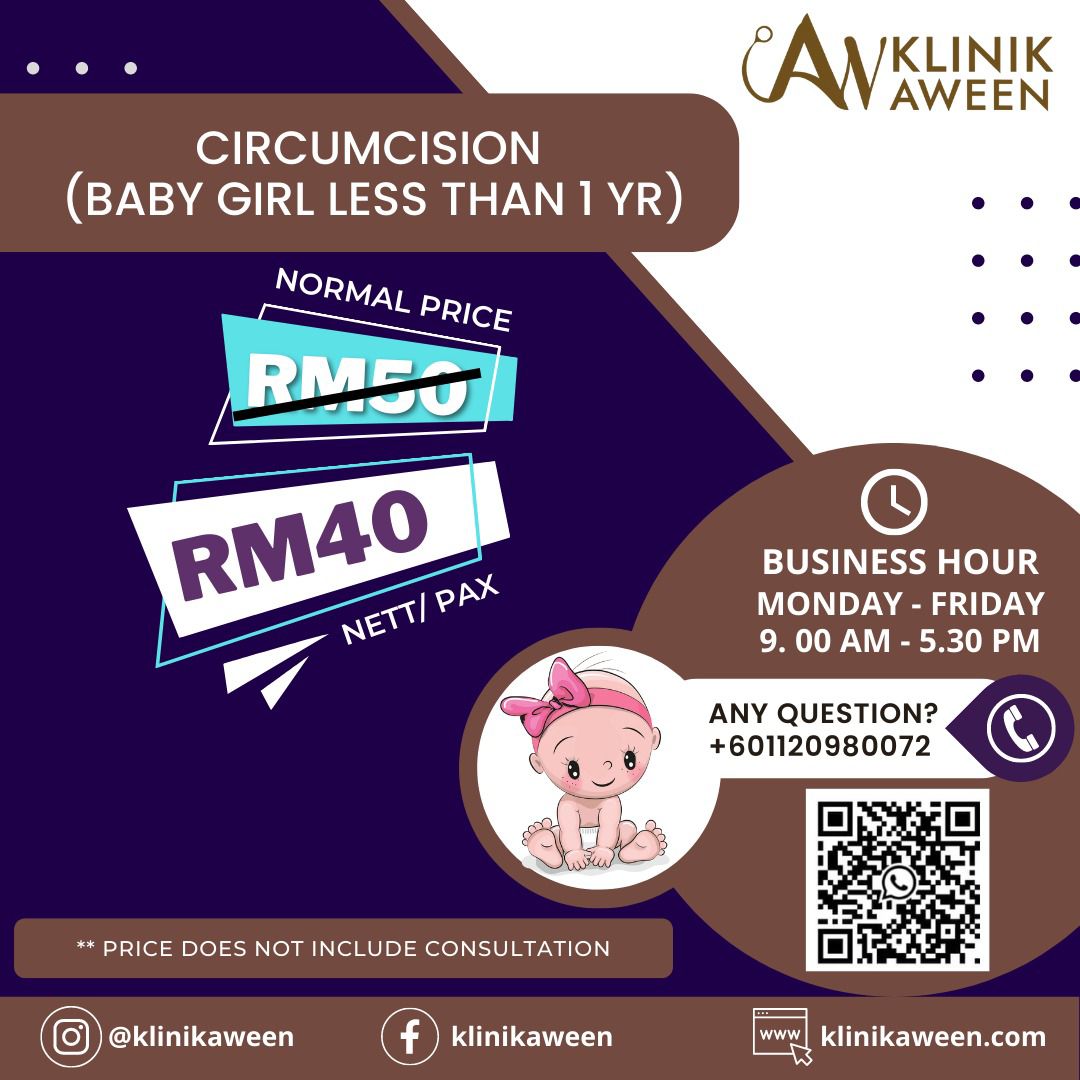 KLINIK
AWEEN
CIRCUMCISION
(BABY GIRL LESS THAN 1 YR)
NORMAL PRICE
RM50
RM40
NETT/ PAX
BUSINESS HOUR
MONDAY - FRIDAY
9. 00 AM - 5.30 PM
ANY QUESTION?
+601120980072
** PRICE DOES NOT INCLUDE CONSULTATION
@klinikaween
klinikaween
www
klinikaween.com